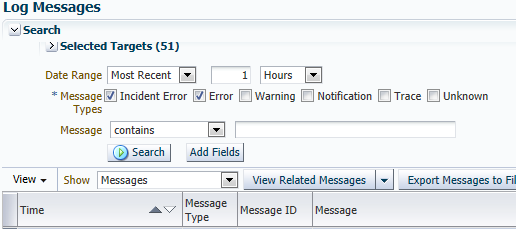 Log Messages
Search
Selected Targets (51)
Date Range Most Recent 1 Hours
* Message Types Incident Error Error Warning Notification Trace Unknown
Message contains
Search Add Fields
View Show Messages View Related Messages Export Messages to Fil
Time Message Type Message ID Message